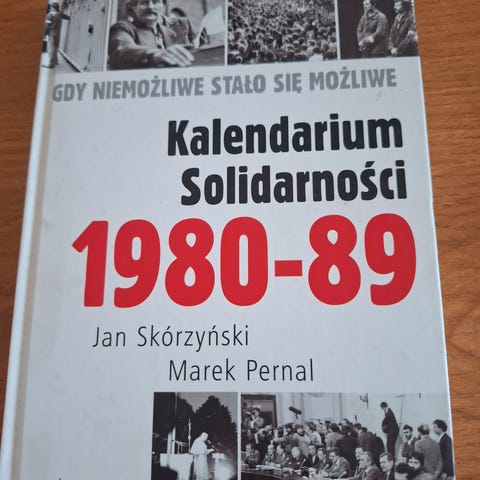 GDY NIEMOŻLIWE STAŁO SIĘ MOŻLIWE
Kalendarium
Solidarności
1980-89
Jan Skórzyński
Marek Pernal